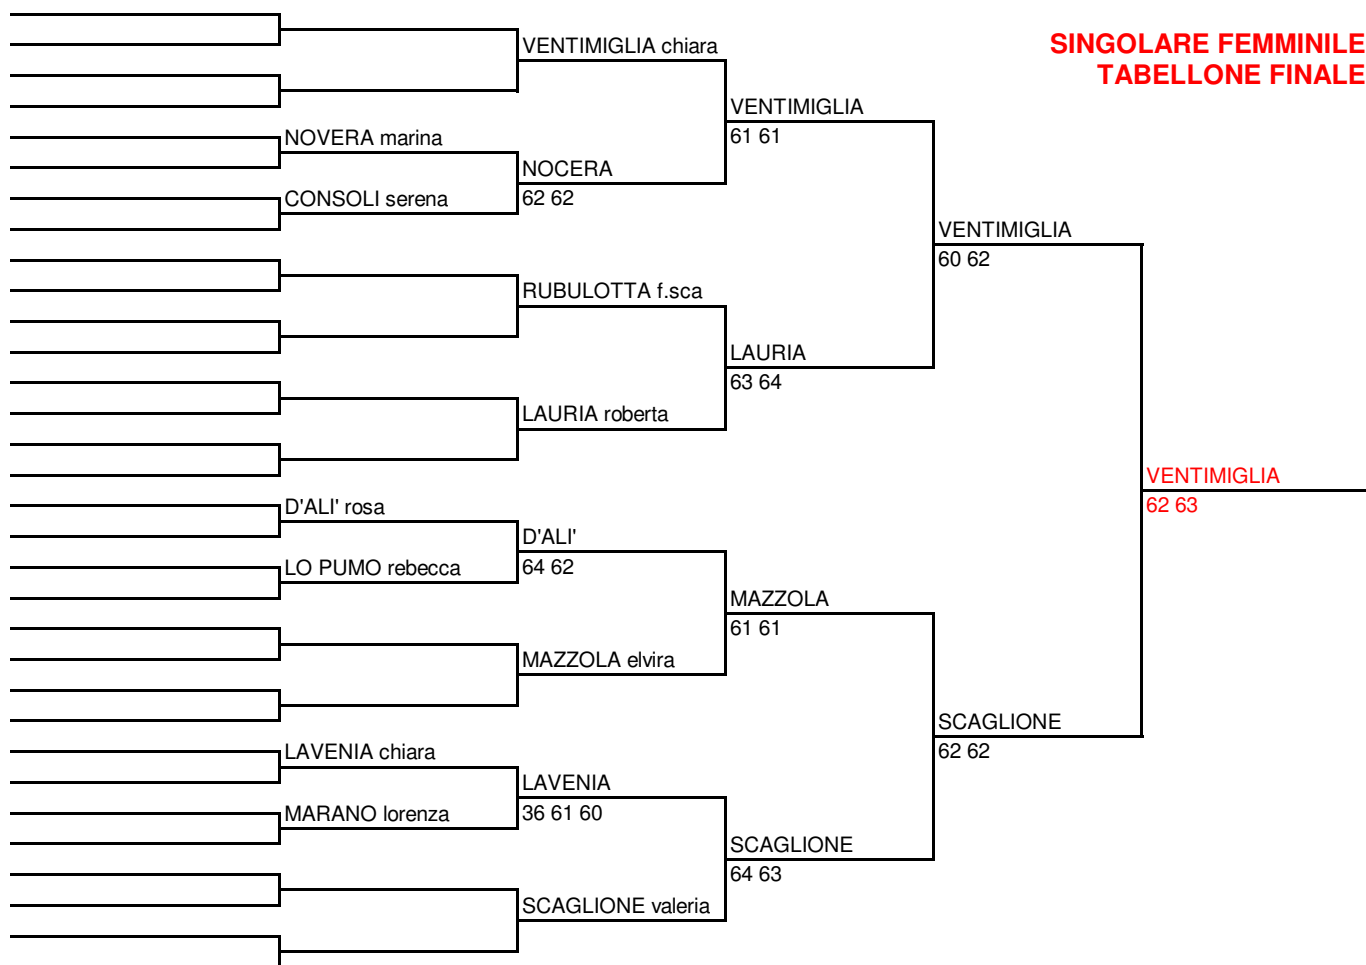 SINGOLARE FEMMINILE
TABELLONE FINALE
VENTIMIGLIA chiara
VENTIMIGLIA
61 61
NOVERA marina
NOCERA
62 62
CONSOLI serena
VENTIMIGLIA
60 62
RUBULOTTA f.sca
LAURIA
63 64
LAURIA roberta
VENTIMIGLIA
62 63
D'ALI' rosa
D'ALI'
64 62
LO PUMO rebecca
MAZZOLA
61 61
MAZZOLA elvira
SCAGLIONE
62 62
LAVENIA chiara
LAVENIA
36 61 60
MARANO lorenza
SCAGLIONE
64 63
SCAGLIONE valeria